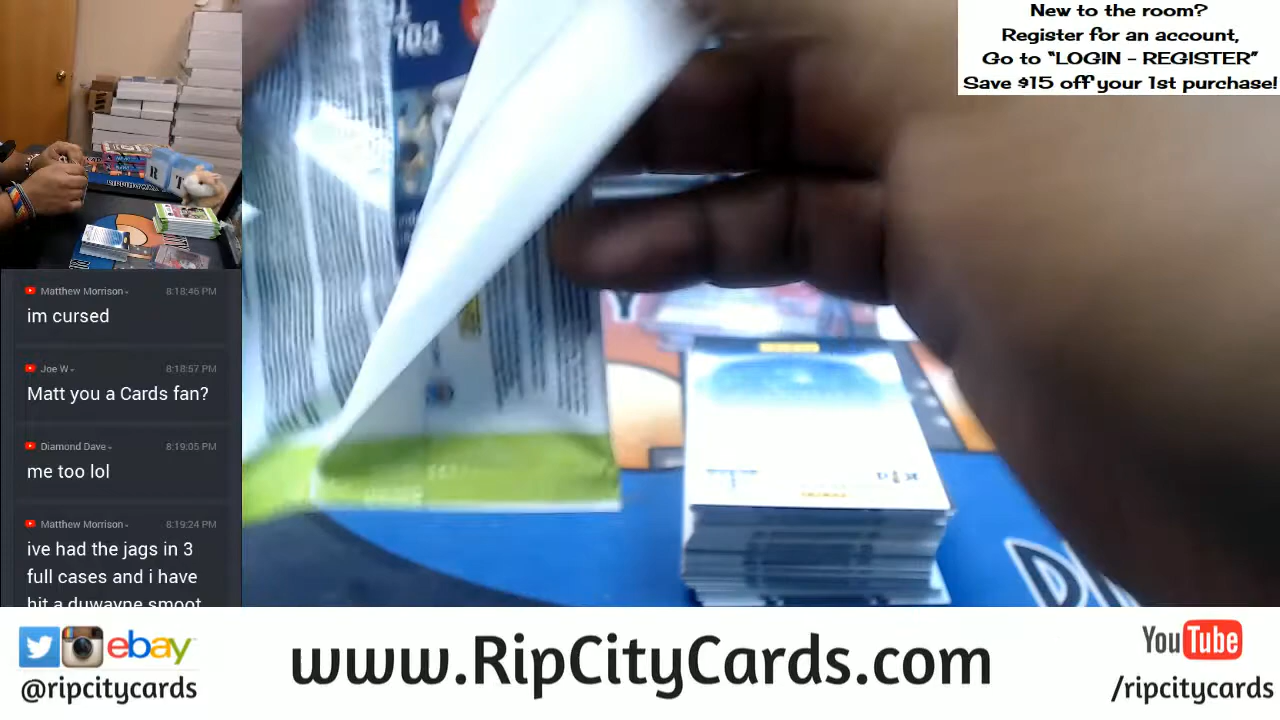 New to the room?
Register for an account,
Go to "LOGIN - REGISTER"
Save $15 off your 1st purchase!
Matthew Morrison 8:18:46 PM
im cursed
Joe W 8:18:57 PM
Matt you a Cards fan?
Diamond Dave 8:19:05 PM
me too lol
Matthew Morrison 8:19:24 PM
ive had the jags in 3
full cases and i have
hit a duwayne smoot
ebay
@ripcitycards
www.RipCityCards.com
YouTube
/ripcitycards